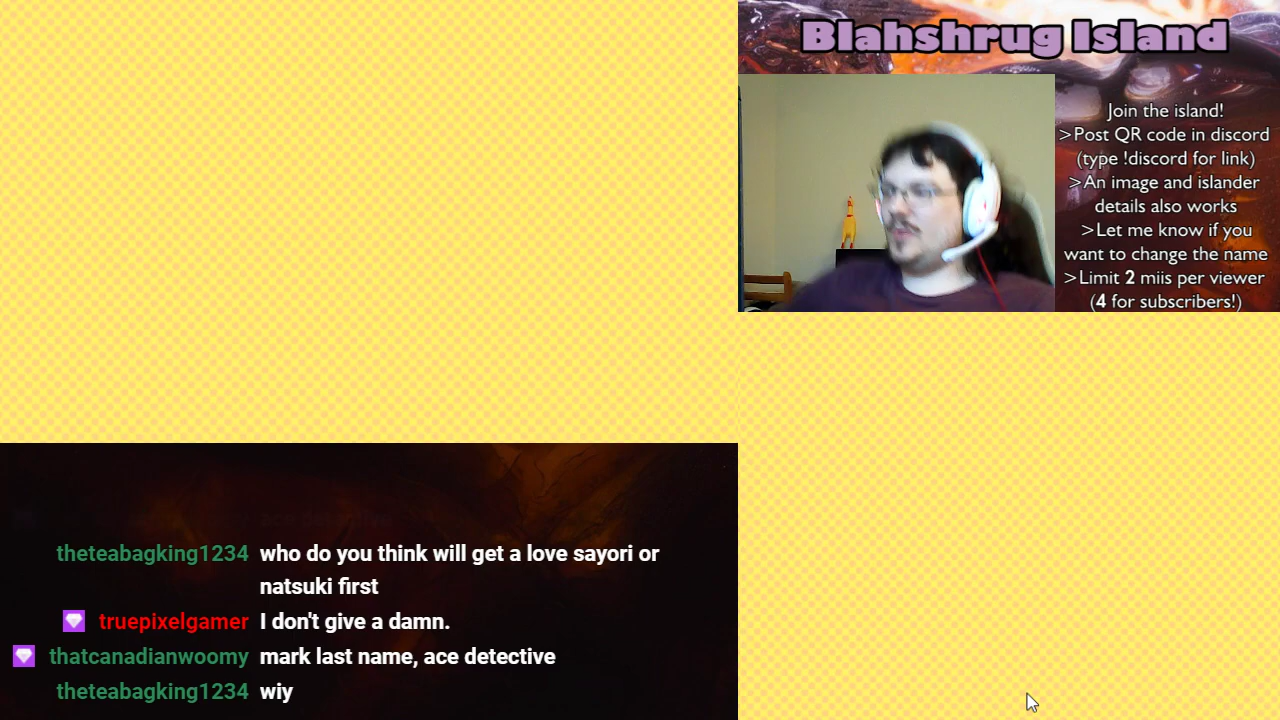 Blahshrug Island
Join the island!
>Post QR code in discord
(type !discord for link)
>An image and islander
details also works
>Let me know if you
want to change the name
>Limit 2 miis per viewer
(4 for subscribers!)
ace detective
theteabagking1234 who do you think will get a love sayori or
natsuki first
truepixelgamer I don't give a damn.
thatcanadianwoomy mark last name, ace detective
theteabagking1234 wiy